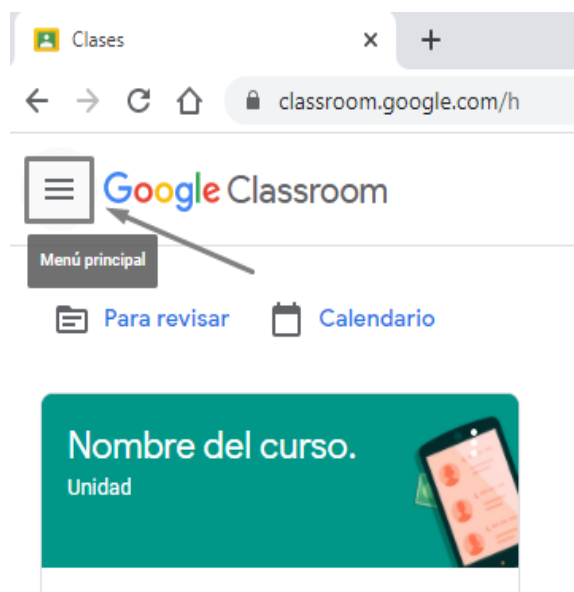 Clases
classroom.google.com/h
Google Classroom
Menú principal
Para revisar
Calendario
Nombre del curso.
Unidad